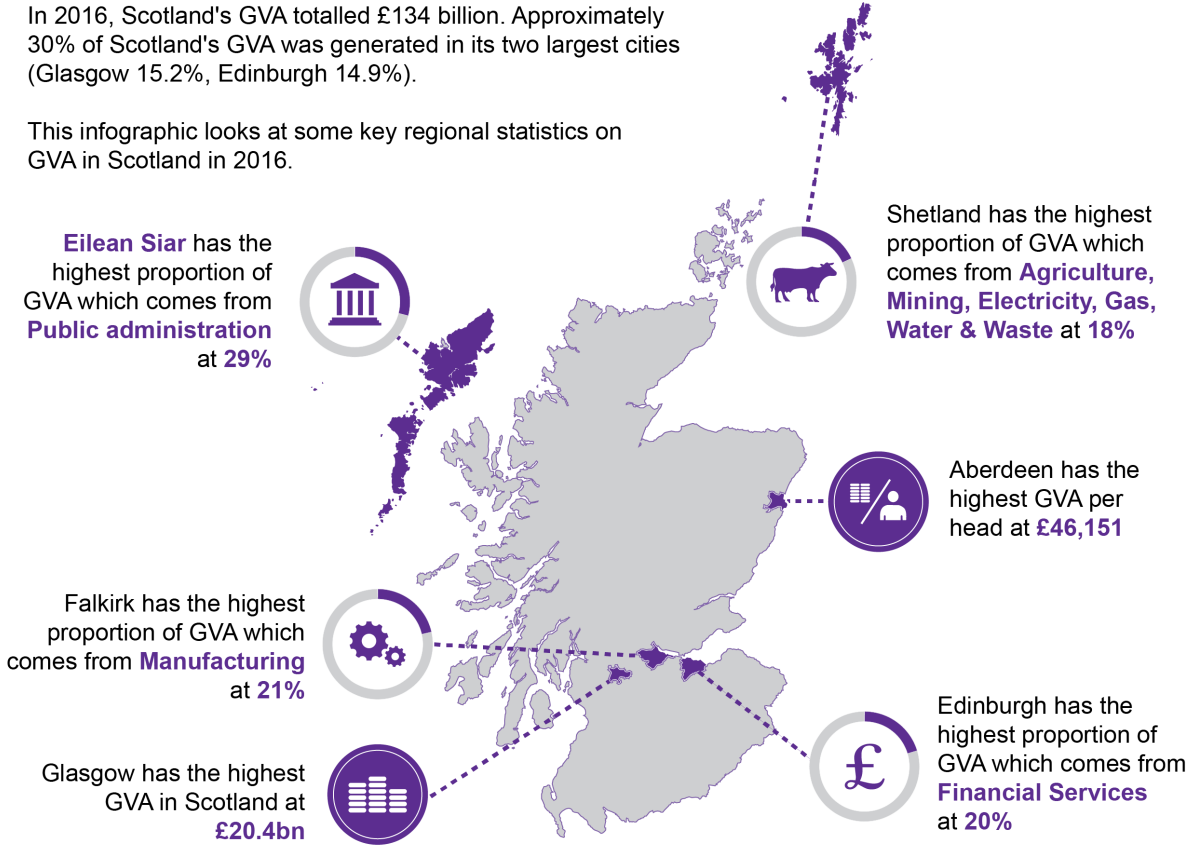 In 2016, Scotland's GVA totalled £134 billion. Approximately
30% of Scotland's GVA was generated in its two largest cities
(Glasgow 15.2%, Edinburgh 14.9%).
This infographic looks at some key regional statistics on
GVA in Scotland in 2016.
Eilean Siar has the
highest proportion of
GVA which comes from
Public administration
at 29%
Shetland has the highest
proportion of GVA which
comes from Agriculture,
Mining, Electricity, Gas,
Water & Waste at 18%
Aberdeen has the
highest GVA per
head at £46,151
Falkirk has the highest
proportion of GVA which
comes from Manufacturing
at 21%
Glasgow has the highest
GVA in Scotland at
£20.4bn
£
Edinburgh has the
highest proportion of
GVA which comes from
Financial Services
at 20%